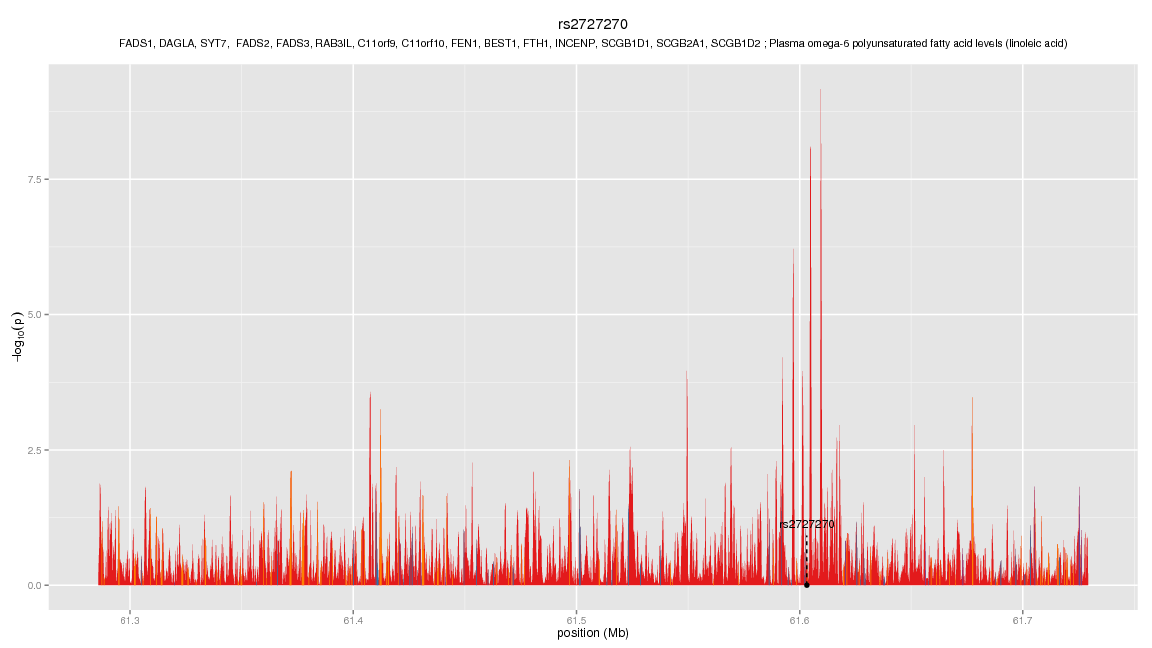 rs2727270
FADS1, DAGLA, SYT7, FADS2, FADS3, RAB3IL, C11orf9, C11orf10, FEN1, BEST1, FTH1, INCENP, SCGB1D1, SCGB2A1, SCGB1D2 ; Plasma omega-6 polyunsaturated fatty acid levels (linoleic acid)
7.5
5.0
2.5
0.0
−log10(p)
rs2727270
61.3 61.4 61.5 61.6 61.7
position (Mb)